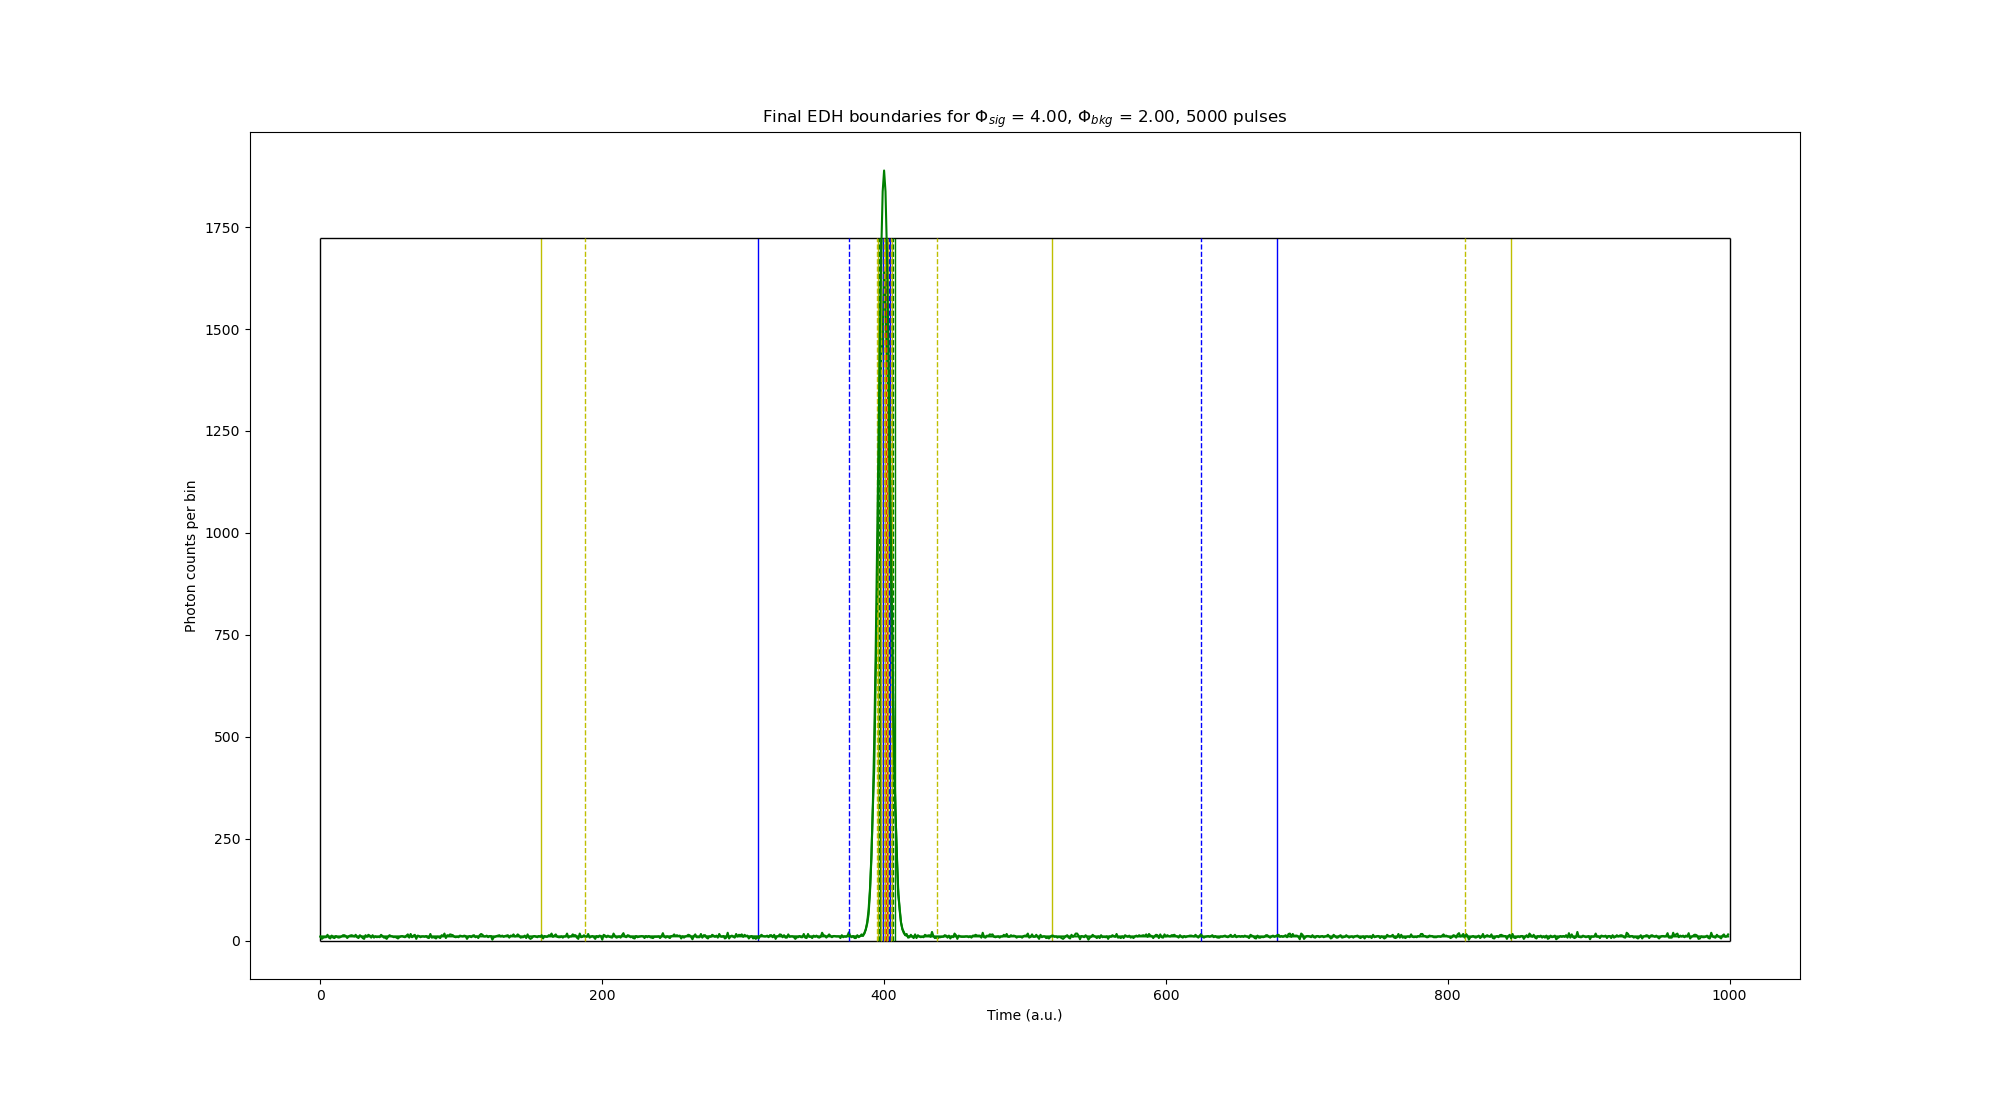 Final EDH boundaries for Φsig = 4.00, Φbkg = 2.00, 5000 pulses
Photon counts per bin
1750
1500
1250
1000
750
500
250
0
0 200 400 600 800 1000
Time (a.u.)